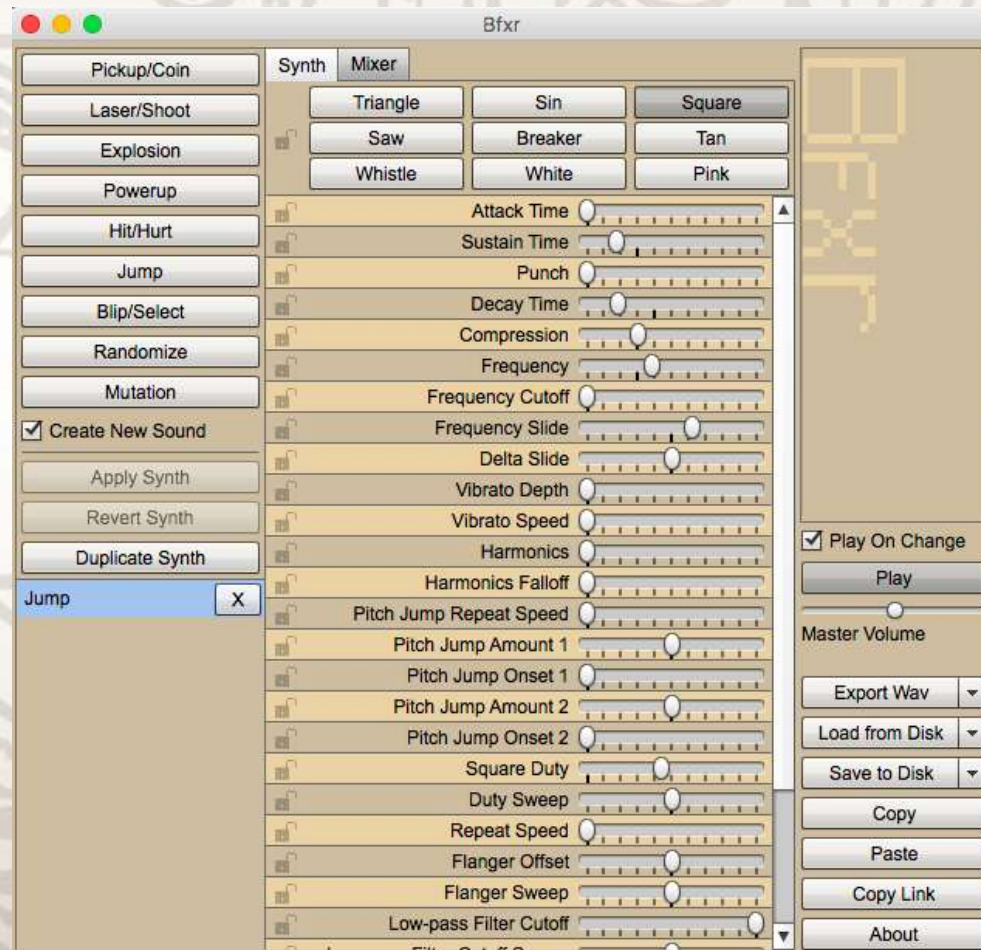 Bfxr
Pickup/Coin
Laser/Shoot
Explosion
Powerup
Hit/Hurt
Jump
Blip/Select
Randomize
Mutation
Create New Sound
Apply Synth
Revert Synth
Duplicate Synth
Jump X
Synth Mixer
Triangle Sin Square
Saw Breaker Tan
Whistle White Pink
Attack Time
Sustain Time
Punch
Decay Time
Compression
Frequency
Frequency Cutoff
Frequency Slide
Delta Slide
Vibrato Depth
Vibrato Speed
Harmonics
Harmonics Falloff
Pitch Jump Repeat Speed
Pitch Jump Amount 1
Pitch Jump Onset 1
Pitch Jump Amount 2
Pitch Jump Onset 2
Square Duty
Duty Sweep
Repeat Speed
Flanger Offset
Flanger Sweep
Low-pass Filter Cutoff
Bfxr
Play On Change
Play
Master Volume
Export Wav
Load from Disk
Save to Disk
Copy
Paste
Copy Link
About